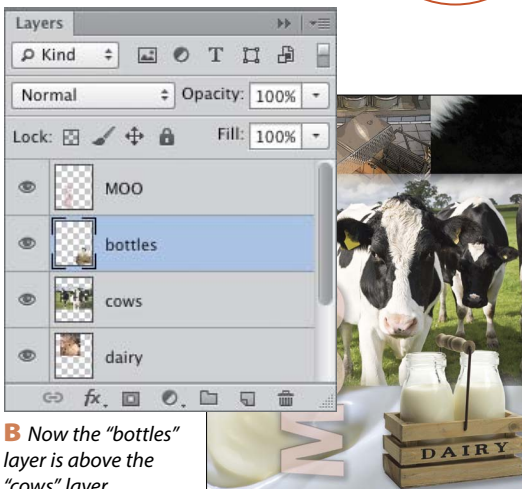 Layers
Kind T
Normal Opacity: 100%
Lock: Fill: 100%
MOO
bottles
cows
dairy
fx
M
DAIRY
B Now the “bottles”
layer is above the
“cows” layer